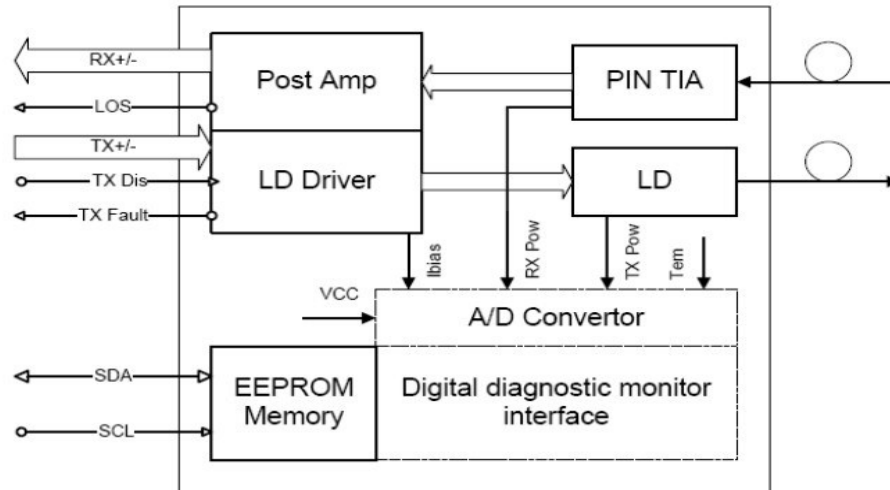 RX+/-
Post Amp
PIN TIA
LOS
TX+/-
TX Dis
LD Driver
LD
TX Fault
Ibias
RX Pow
TX Pow
Tem
VCC
A/D Convertor
SDA
EEPROM
Memory
Digital diagnostic monitor
interface
SCL